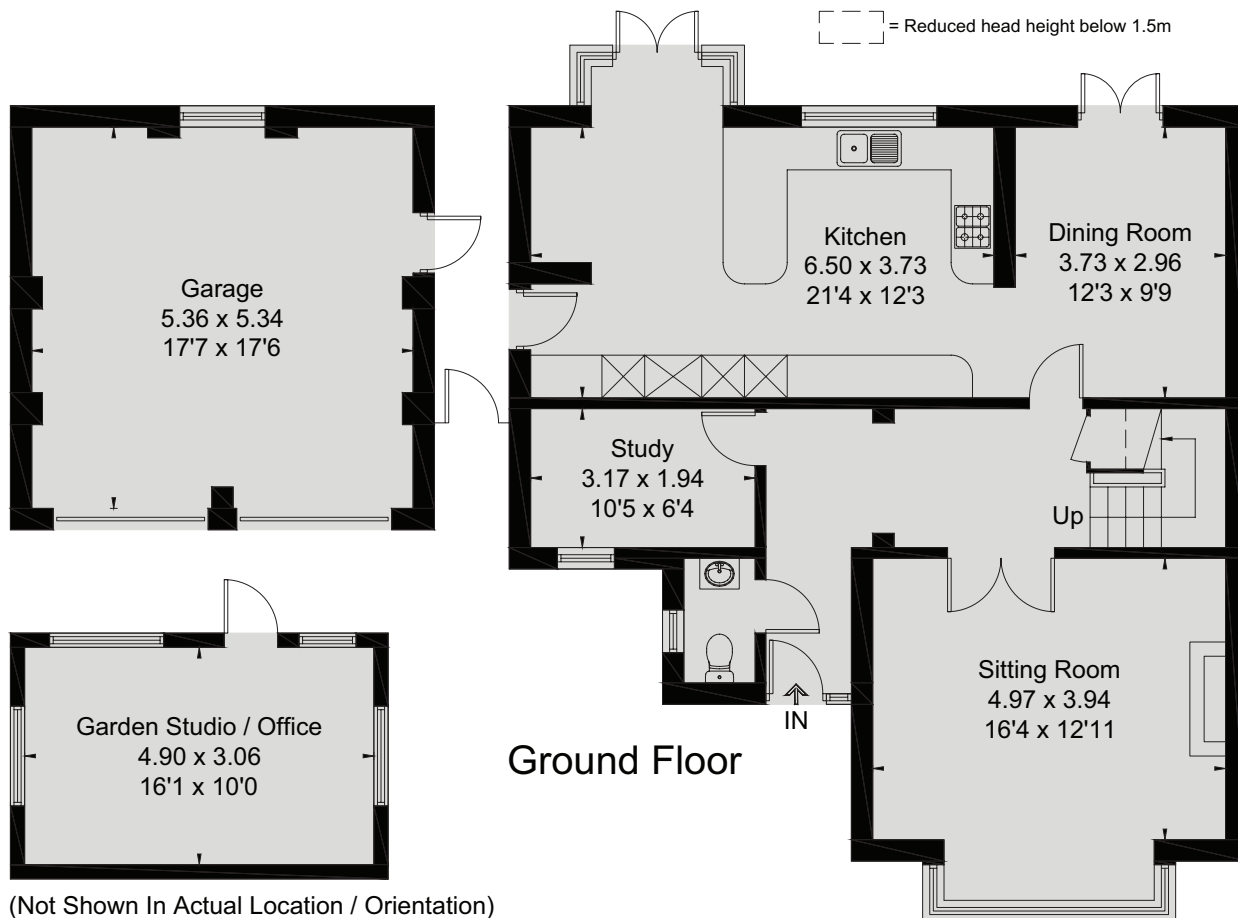 = Reduced head height below 1.5m
Garage
5.36 x 5.34
17'7 x 17'6
Kitchen
6.50 x 3.73
21'4 x 12'3
Dining Room
3.73 x 2.96
12'3 x 9'9
Study
3.17 x 1.94
10'5 x 6'4
Up
Sitting Room
4.97 x 3.94
16'4 x 12'11
IN
Garden Studio / Office
4.90 x 3.06
16'1 x 10'0
Ground Floor
(Not Shown In Actual Location / Orientation)